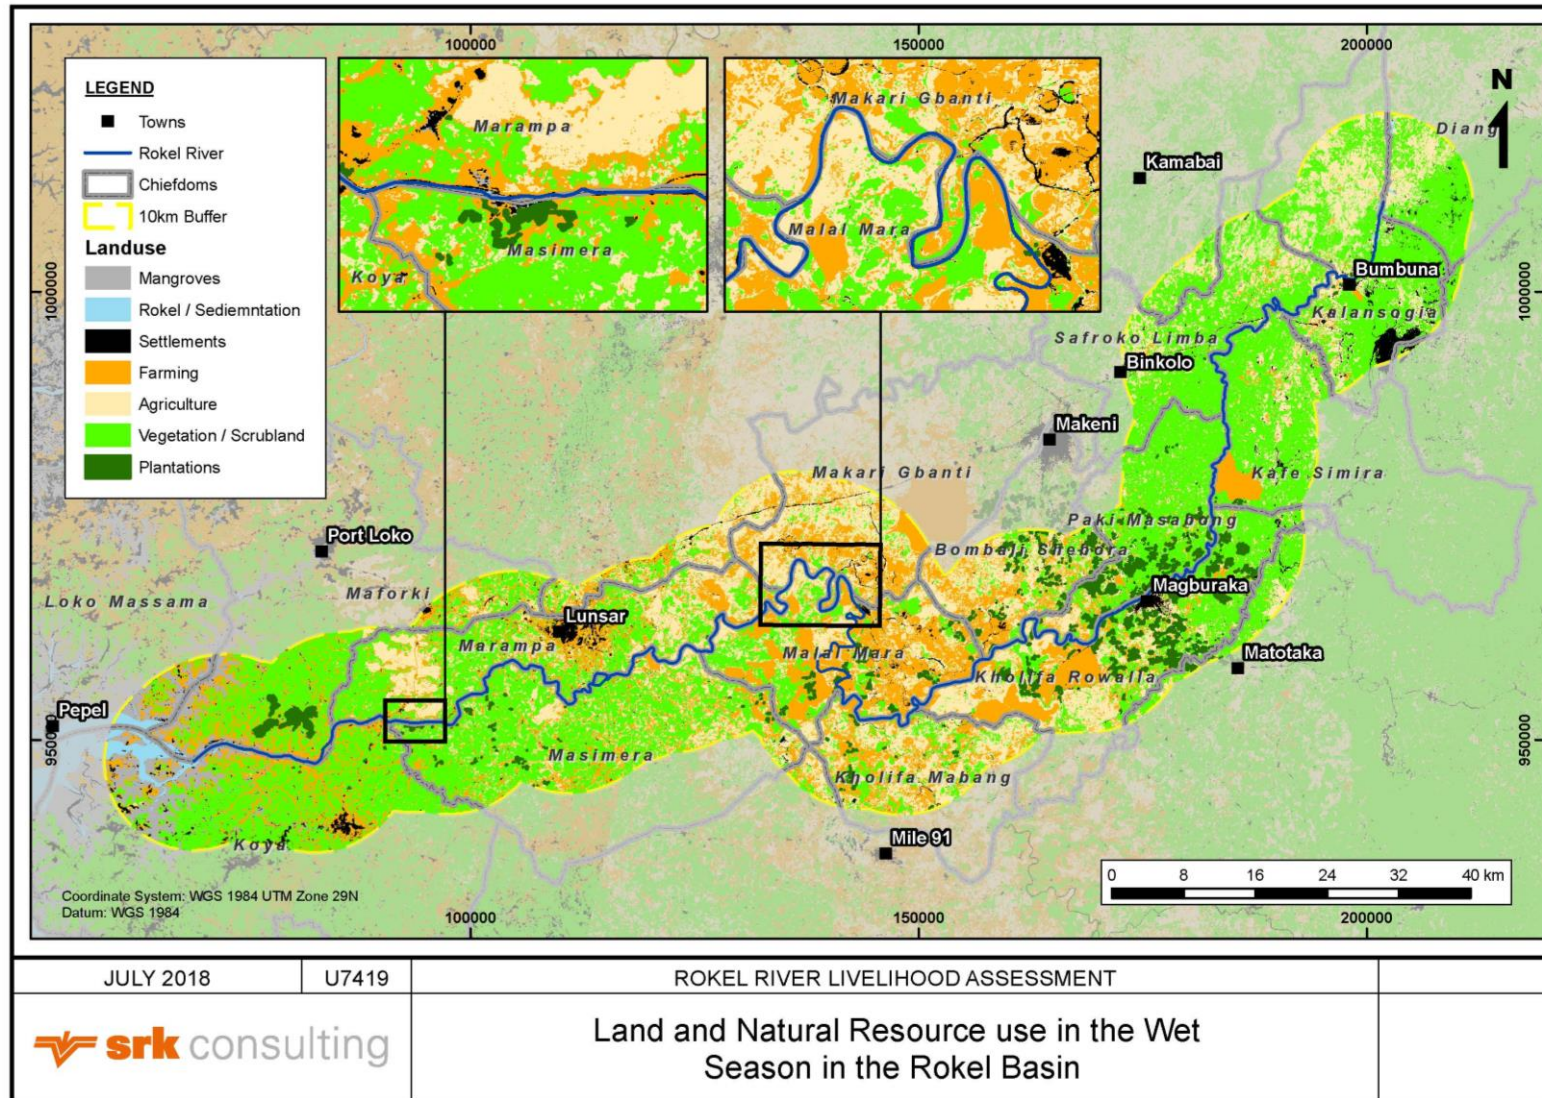 100000
150000
200000
LEGEND
Towns
Rokel River
Chiefdoms
10km Buffer
Landuse
Mangroves
Rokel / Sediemntation
Settlements
Farming
Agriculture
Vegetation / Scrubland
Plantations
Marampa
Masimera
Koya
Makari Gbanti
Malal Mara
N
Diang
Kamabai
1000000
1000000
Bumbuna
Kalansogia
Safroko Limba
Binkolo
Makeni
Makari Gbanti
Kafe Simira
Paki Masabong
Bombali Shebora
Port Loko
Loko Massama
Maforki
Lunsar
Magburaka
Marampa
Malal Mara
Matotaka
Kholifa Rowalla
Pepel
950000
950000
Masimera
Kholifa Mabang
Koya
Mile 91
0 8 16 24 32 40 km
Coordinate System: WGS 1984 UTM Zone 29N
Datum: WGS 1984
100000
150000
200000
JULY 2018
U7419
ROKEL RIVER LIVELIHOOD ASSESSMENT
srk consulting
Land and Natural Resource use in the Wet
Season in the Rokel Basin